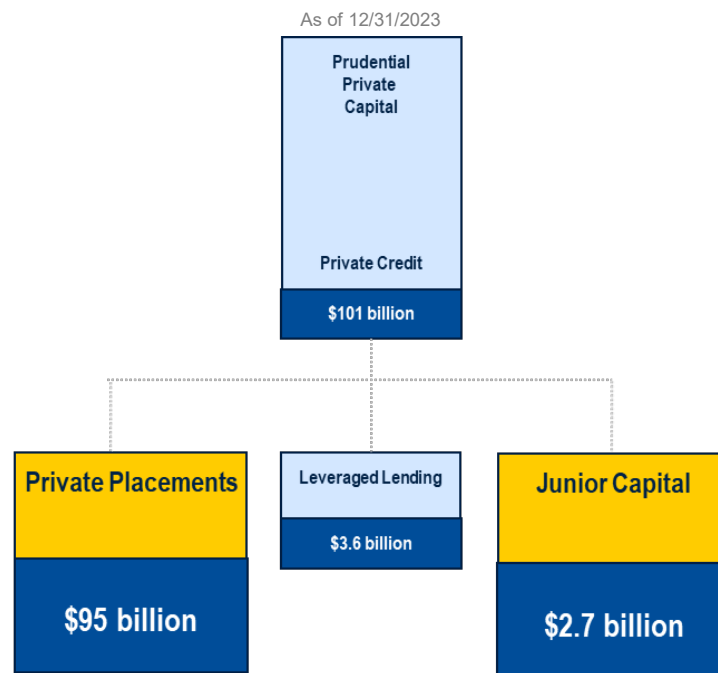 As of 12/31/2023
Prudential
Private
Capital
Private Credit
$101 billion
Private Placements
$95 billion
Leveraged Lending
$3.6 billion
Junior Capital
$2.7 billion